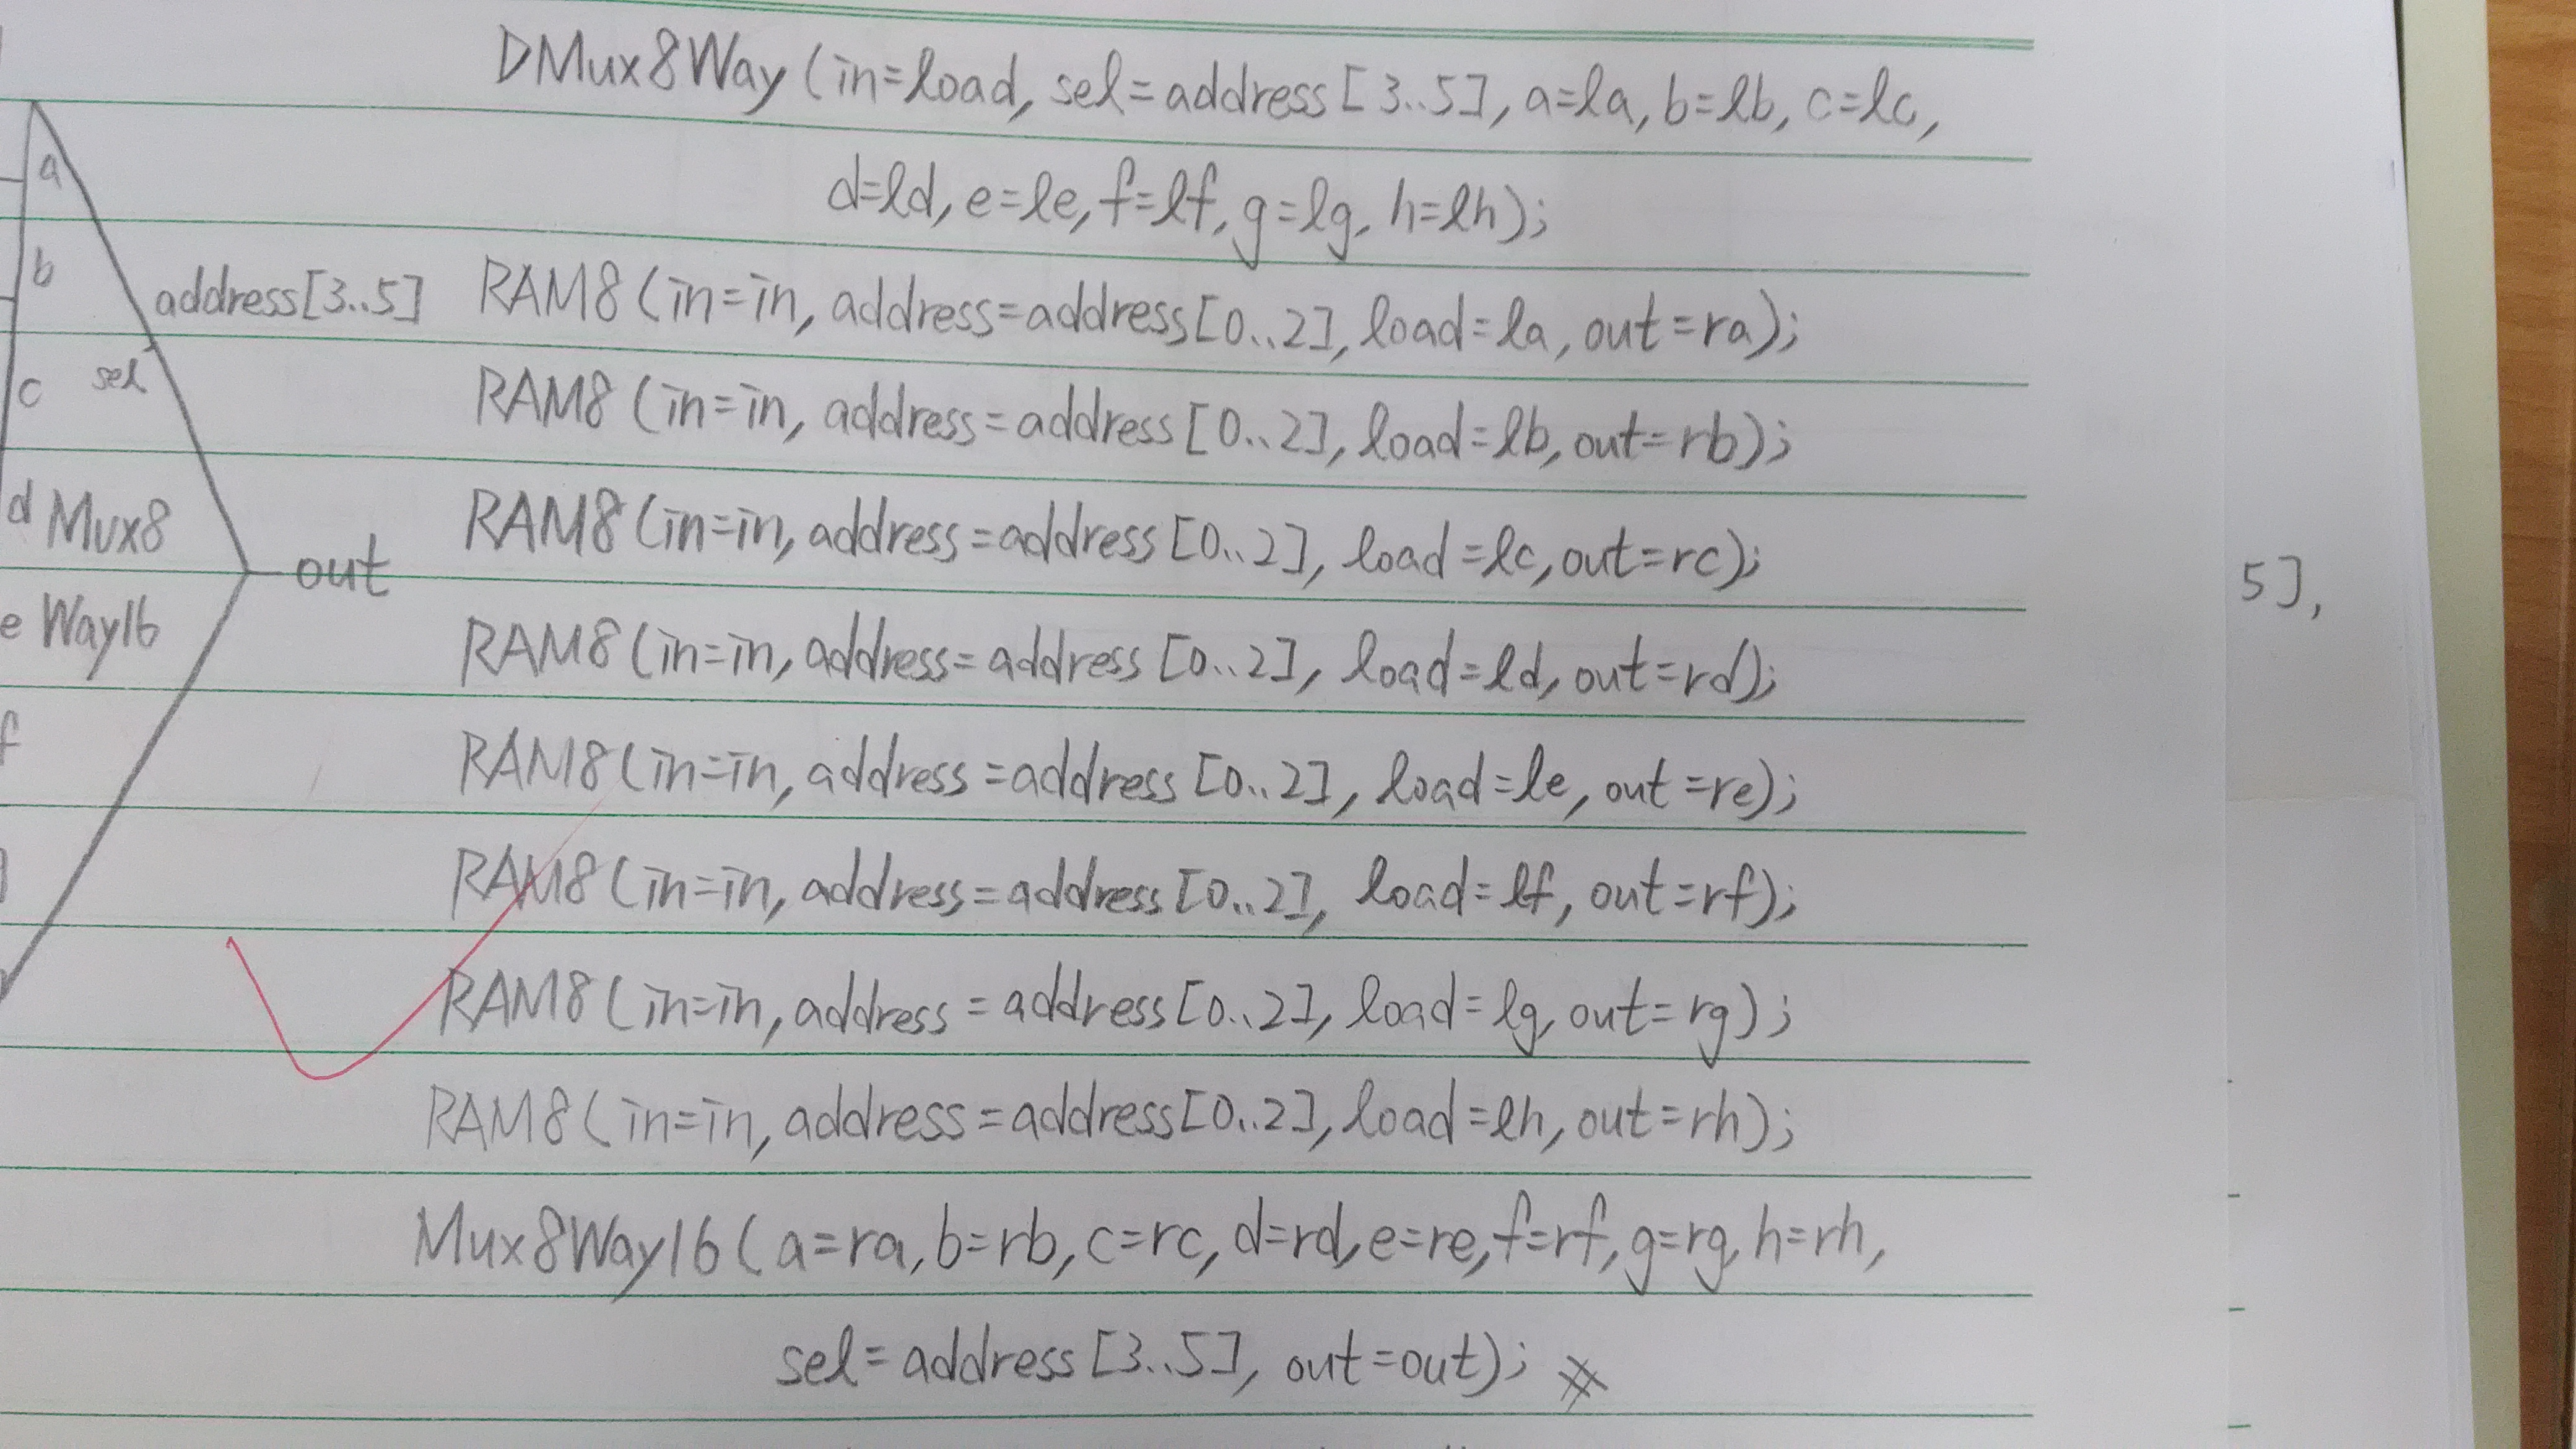 DMux8Way (in=load, sel=address[3..5], a=la, b=lb, c=lc,
d=ld, e=le, f=lf, g=lg, h=lh);
RAM8 (in=in, address=address[0..2], load=la, out=ra);
RAM8 (in=in, address=address[0..2], load=lb, out=rb);
RAM8 (in=in, address=address[0..2], load=lc, out=rc);
RAM8 (in=in, address=address[0..2], load=ld, out=rd);
RAM8 (in=in, address=address[0..2], load=le, out=re);
RAM8 (in=in, address=address[0..2], load=lf, out=rf);
RAM8 (in=in, address=address[0..2], load=lg, out=rg);
RAM8 (in=in, address=address[0..2], load=lh, out=rh);
Mux8Way16 (a=ra, b=rb, c=rc, d=rd, e=re, f=rf, g=rg, h=rh,
sel=address[3..5], out=out);
a
b
address[3..5]
sel
c
d Mux8
out
e Way16
f
5],